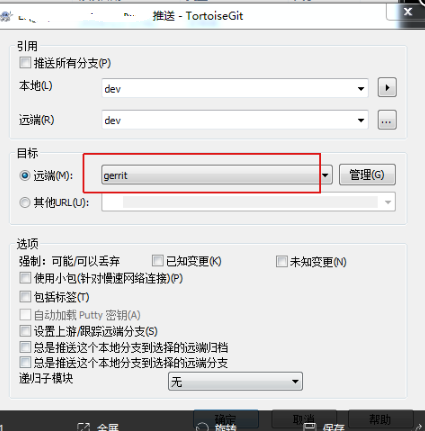 推送 - TortoiseGit
引用
推送所有分支(P)
本地(L)
dev
远端(R)
dev
目标
远端(M):
gerrit
管理(G)
其他URL(U):
选项
强制：可能/可以丢弃
已知变更(K)
未知变更(N)
使用小包(针对慢速网络连接)(P)
包括标签(T)
自动加载 Putty 密钥(A)
设置上游/跟踪远端分支(S)
总是推送这个本地分支到选择的远端归档
总是推送这个本地分支到选择的远端分支
递归子模块
无
确定
取消
帮助
全屏
旋转
保存